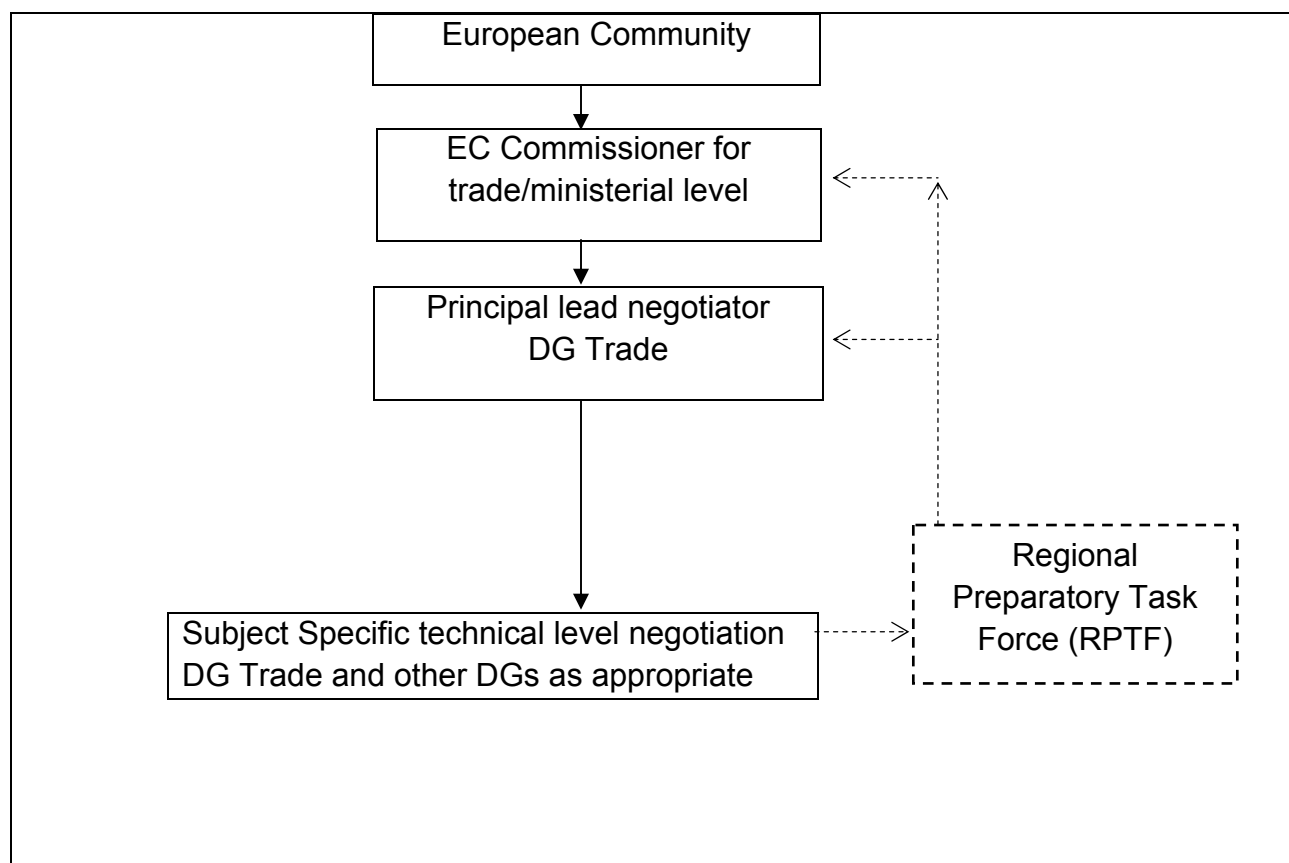 European Community
EC Commissioner for
trade/ministerial level
Principal lead negotiator
DG Trade
Subject Specific technical level negotiation
DG Trade and other DGs as appropriate
Regional
Preparatory Task
Force (RPTF)